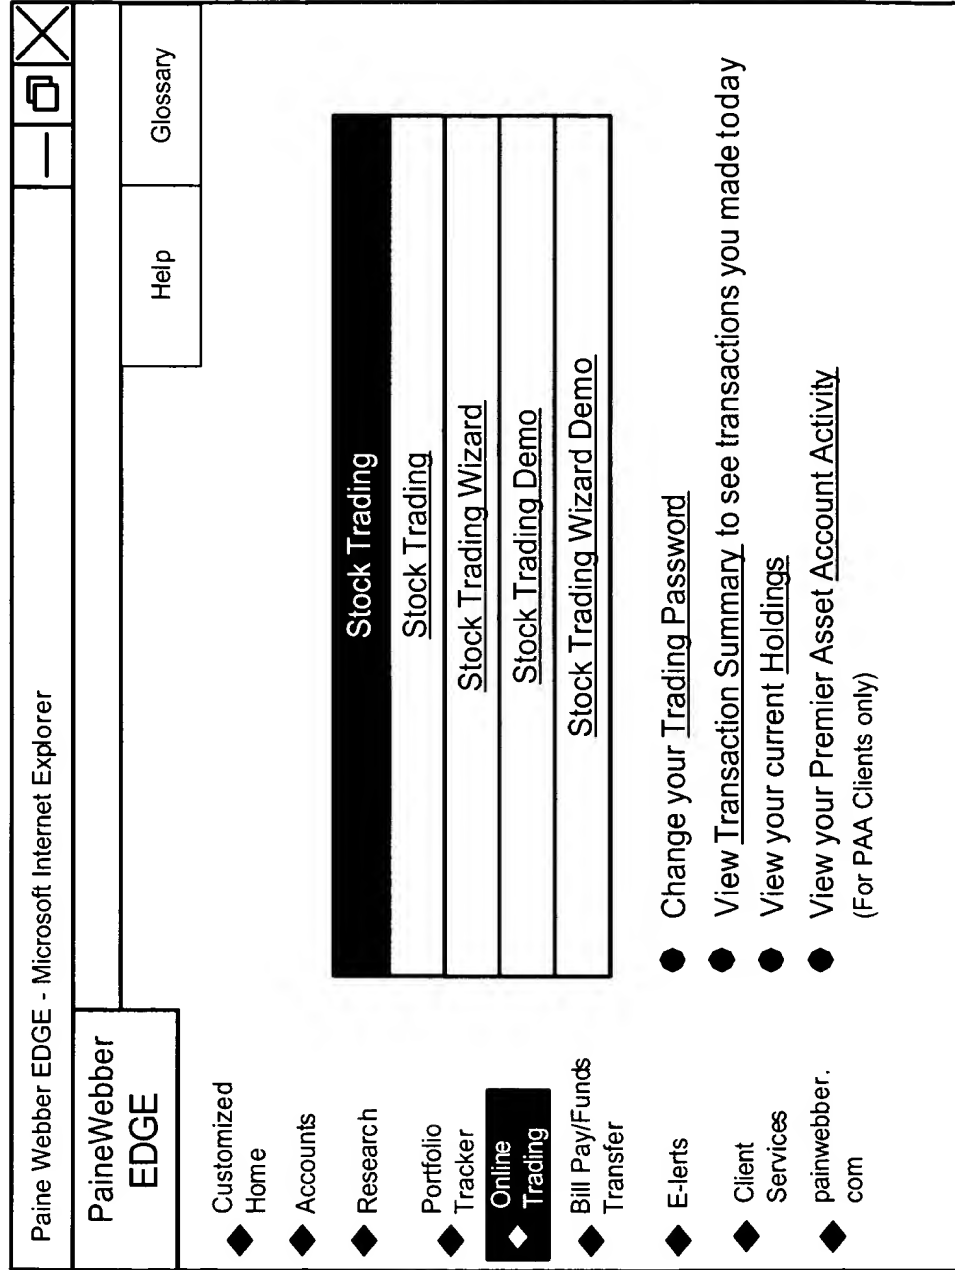 Paine Webber EDGE - Microsoft Internet Explorer
PaineWebber
EDGE
Help
Glossary
Customized
Home
Accounts
Research
Portfolio
Tracker
Online
Trading
Bill Pay/Funds
Transfer
E-lerts
Client
Services
painwebber.
com
Stock Trading
Stock Trading
Stock Trading Wizard
Stock Trading Demo
Stock Trading Wizard Demo
Change your Trading Password
View Transaction Summary to see transactions you made today
View your current Holdings
View your Premier Asset Account Activity
(For PAA Clients only)